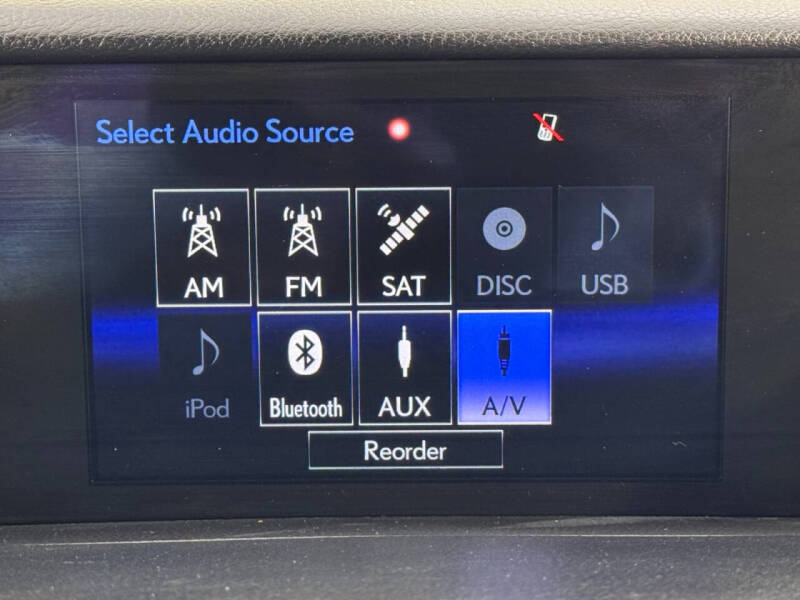 Select Audio Source
AM FM SAT DISC USB
iPod Bluetooth AUX A/V
Reorder